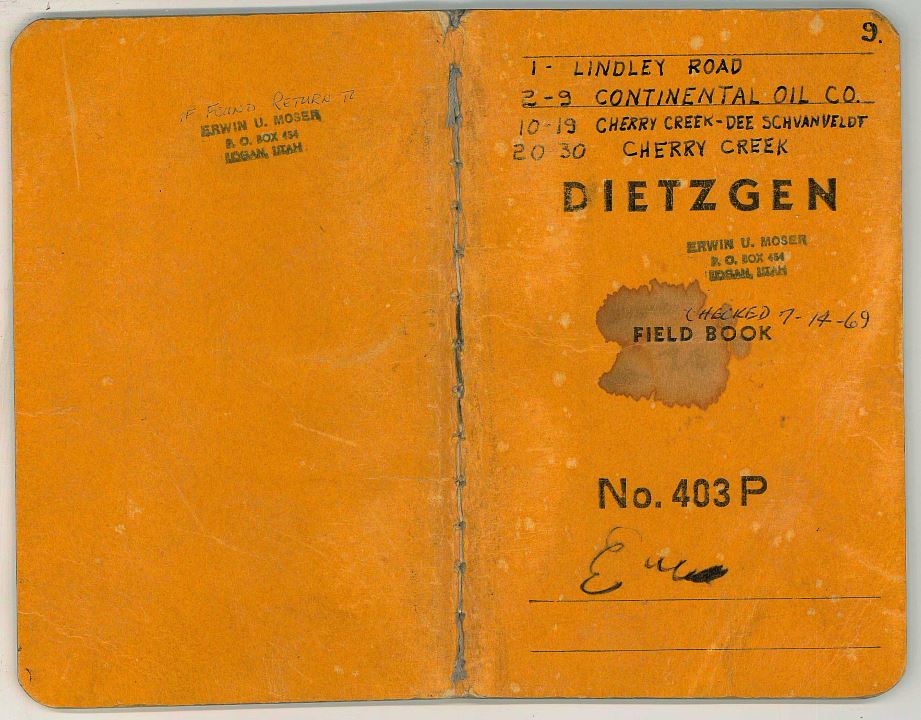 IF FOUND RETURN TO
ERWIN U. MOSER
P. O. BOX 454
LOGAN, UTAH
9.
1 - LINDLEY ROAD
2-9 CONTINENTAL OIL CO.
10-19 CHERRY CREEK-DEE SCHVANVELDT
20-30 CHERRY CREEK
DIETZGEN
ERWIN U. MOSER
P. O. BOX 454
LOGAN, UTAH
CHECKED 7-14-69
FIELD BOOK
No. 403 P